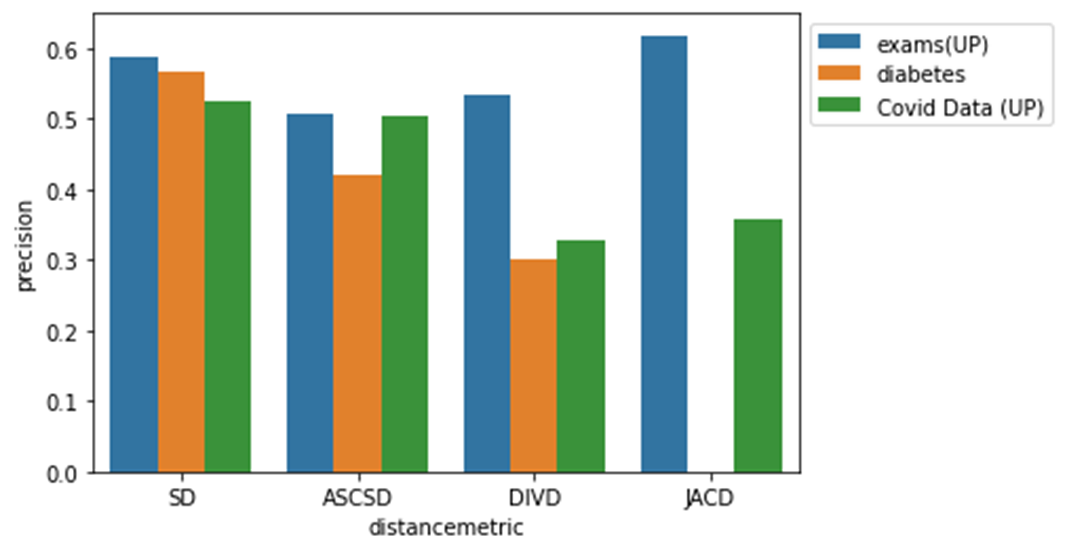 0.6
0.5
0.4
0.3
0.2
0.1
0.0
precision
SD
ASCSD
DIVD
JACD
distancemetric
exams(UP)
diabetes
Covid Data (UP)